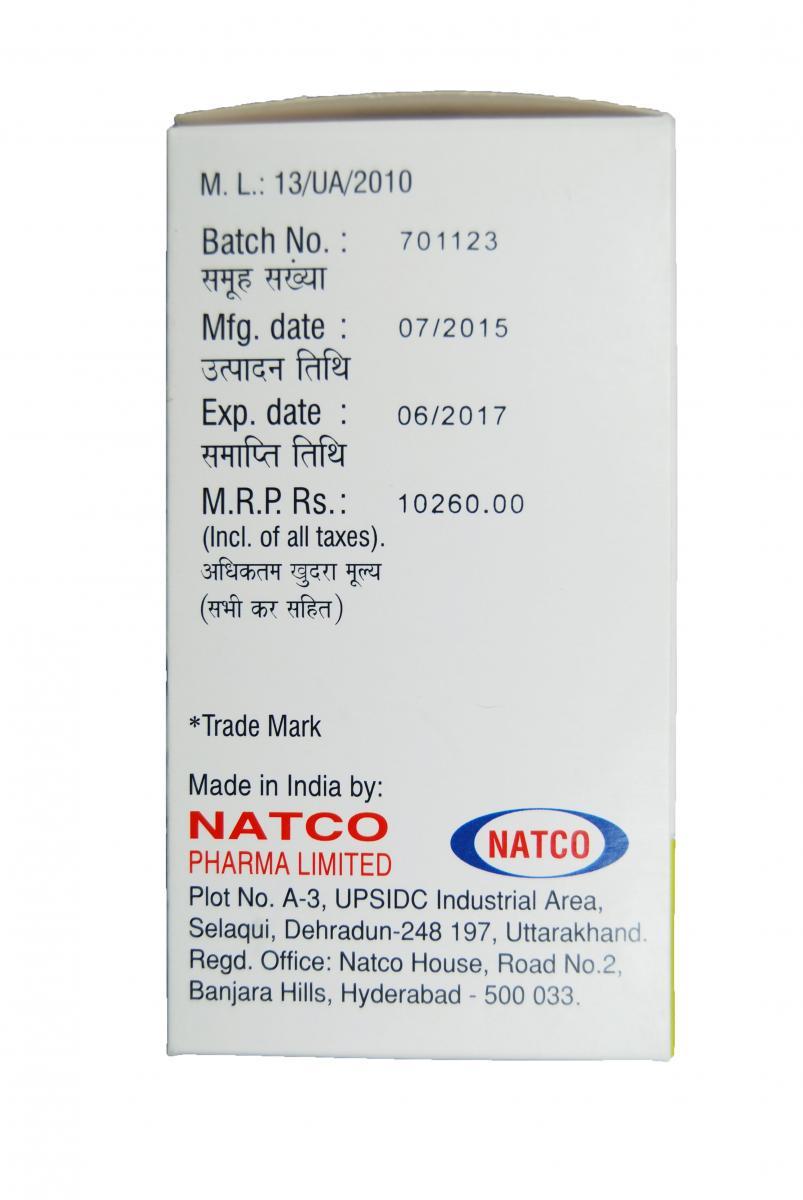 M. L.: 13/UA/2010
Batch No. : 701123
समूह संख्या
Mfg. date : 07/2015
उत्पादन तिथि
Exp. date : 06/2017
समाप्ति तिथि
M.R.P. Rs.: 10260.00
(Incl. of all taxes).
अधिकतम खुदरा मूल्य
(सभी कर सहित)
*Trade Mark
Made in India by:
NATCO
PHARMA LIMITED
NATCO
Plot No. A-3, UPSIDC Industrial Area,
Selaqui, Dehradun-248 197, Uttarakhand.
Regd. Office: Natco House, Road No.2,
Banjara Hills, Hyderabad - 500 033.